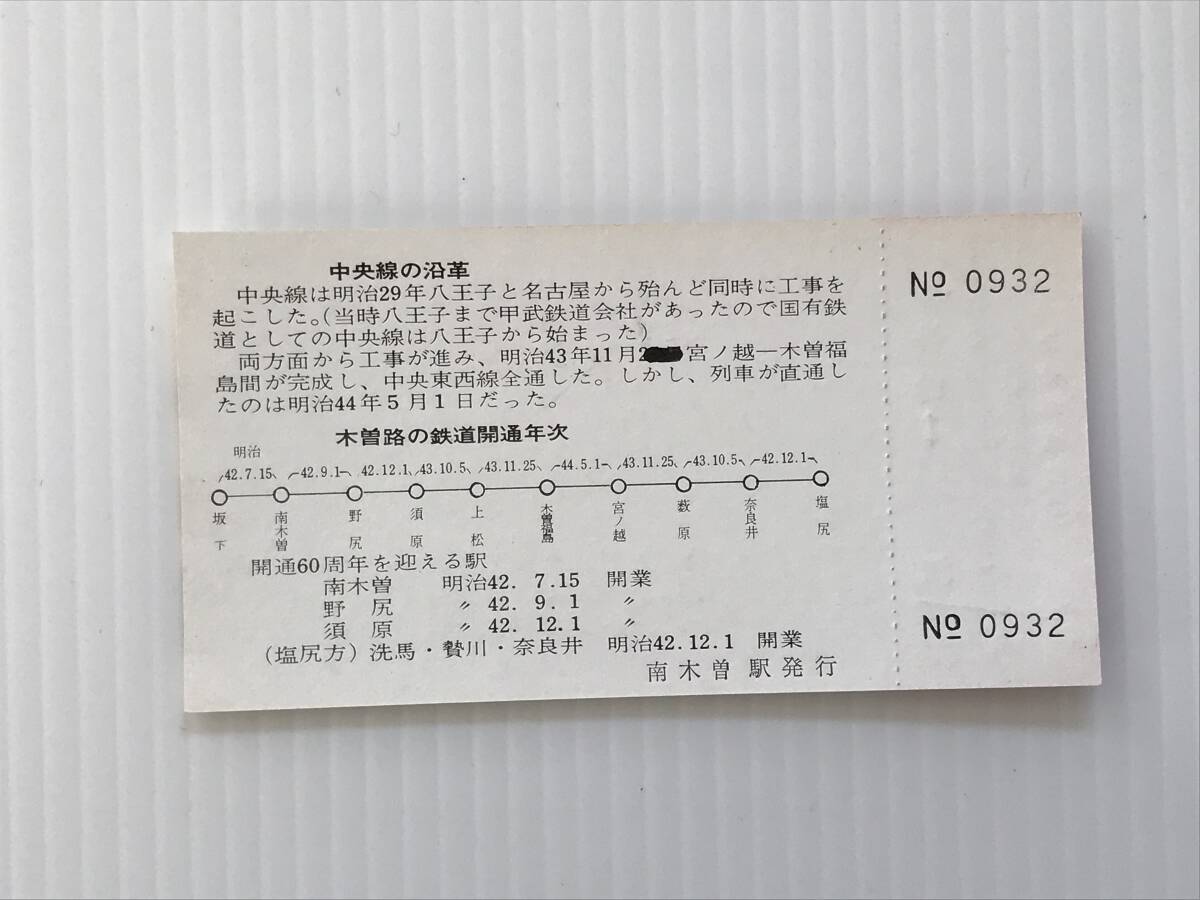 中央線の沿革
中央線は明治29年八王子と名古屋から殆んど同時に工事を
起こした。(当時八王子まで甲武鉄道会社があったので国有鉄
道としての中央線は八王子から始まった)
両方面から工事が進み、明治43年11月2 宮ノ越―木曽福
島間が完成し、中央東西線全通した。しかし、列車が直通し
たのは明治44年5月1日だった。
木曽路の鉄道開通年次
明治
42.7.15 42.9.1 42.12.1 43.10.5 43.11.25 44.5.1 43.11.25 43.10.5 42.12.1
坂下 南木曽 野尻 須原 上松 木曽福島 宮ノ越 藪原 奈良井 塩尻
開通60周年を迎える駅
南木曽 明治42. 7.15 開業
野尻 〃 42. 9. 1 〃
須原 〃 42. 12.1 〃
(塩尻方) 洗馬・贄川・奈良井 明治42.12.1 開業
南木曽駅発行
№ 0932
№ 0932